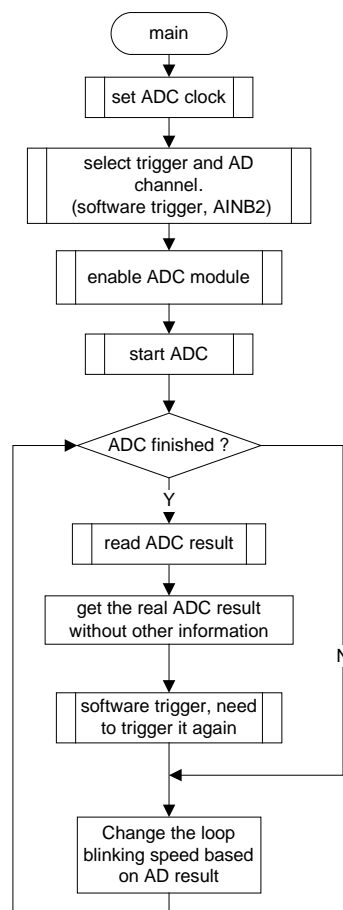 main
set ADC clock
select trigger and AD
channel.
(software trigger, AINB2)
enable ADC module
start ADC
ADC finished ?
Y
read ADC result
get the real ADC result
without other information
N
software trigger, need
to trigger it again
Change the loop
blinking speed based
on AD result